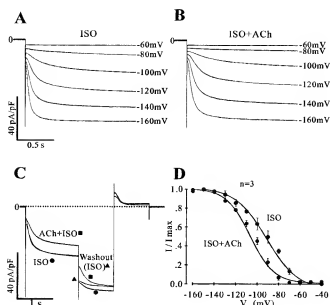 A
B
ISO
ISO+ACh
0
-60mV
-80mV
-100mV
-120mV
-140mV
-160mV
40 pA/pF
0.5 s
0
-60mV
-80mV
-100mV
-120mV
-140mV
-160mV
C
D
0
ACh+ISO
ISO
Washout
(ISO)
40 pA/pF
1 s
n=3
I / I max
1.0
.8
.6
.4
.2
0.0
ISO
ISO+ACh
-160 -140 -120 -100 -80 -60 -40